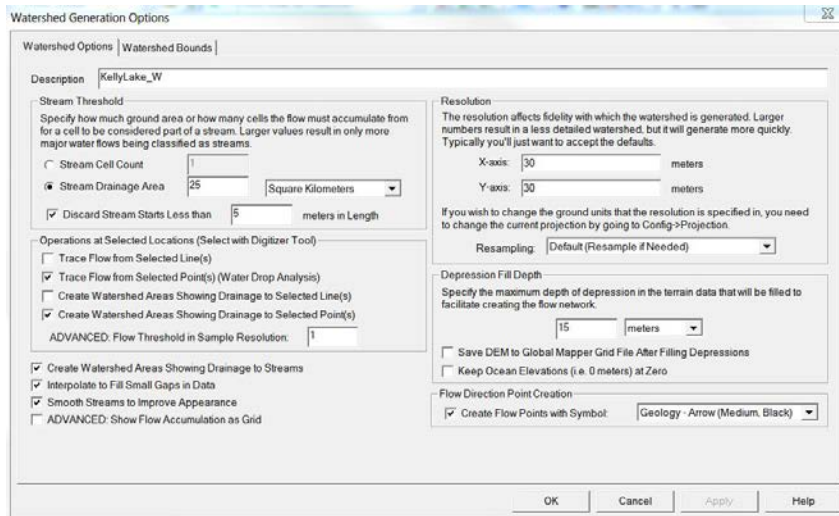 Watershed Generation Options
Watershed Options
Watershed Bounds
Description
KellyLake_W
Stream Threshold
Specify how much ground area or how many cells the flow must accumulate from
for a cell to be considered part of a stream. Larger values result in only more
major water flows being classified as streams.
Stream Cell Count
1
Stream Drainage Area
25
Square Kilometers
Discard Stream Starts Less than
5
meters in Length
Operations at Selected Locations (Select with Digitizer Tool)
Trace Flow from Selected Line(s)
Trace Flow from Selected Point(s) (Water Drop Analysis)
Create Watershed Areas Showing Drainage to Selected Line(s)
Create Watershed Areas Showing Drainage to Selected Point(s)
ADVANCED: Flow Threshold in Sample Resolution:
1
Create Watershed Areas Showing Drainage to Streams
Interpolate to Fill Small Gaps in Data
Smooth Streams to Improve Appearance
ADVANCED: Show Flow Accumulation as Grid
Resolution
The resolution affects fidelity with which the watershed is generated. Larger
numbers result in a less detailed watershed, but it will generate more quickly.
Typically you'll just want to accept the defaults.
X-axis:
30
meters
Y-axis:
30
meters
If you wish to change the ground units that the resolution is specified in, you need
to change the current projection by going to Config->Projection.
Resampling:
Default (Resample if Needed)
Depression Fill Depth
Specify the maximum depth of depression in the terrain data that will be filled to
facilitate creating the flow network.
15
meters
Save DEM to Global Mapper Grid File After Filling Depressions
Keep Ocean Elevations (i.e. 0 meters) at Zero
Flow Direction Point Creation
Create Flow Points with Symbol:
Geology - Arrow (Medium, Black)
OK
Cancel
Apply
Help